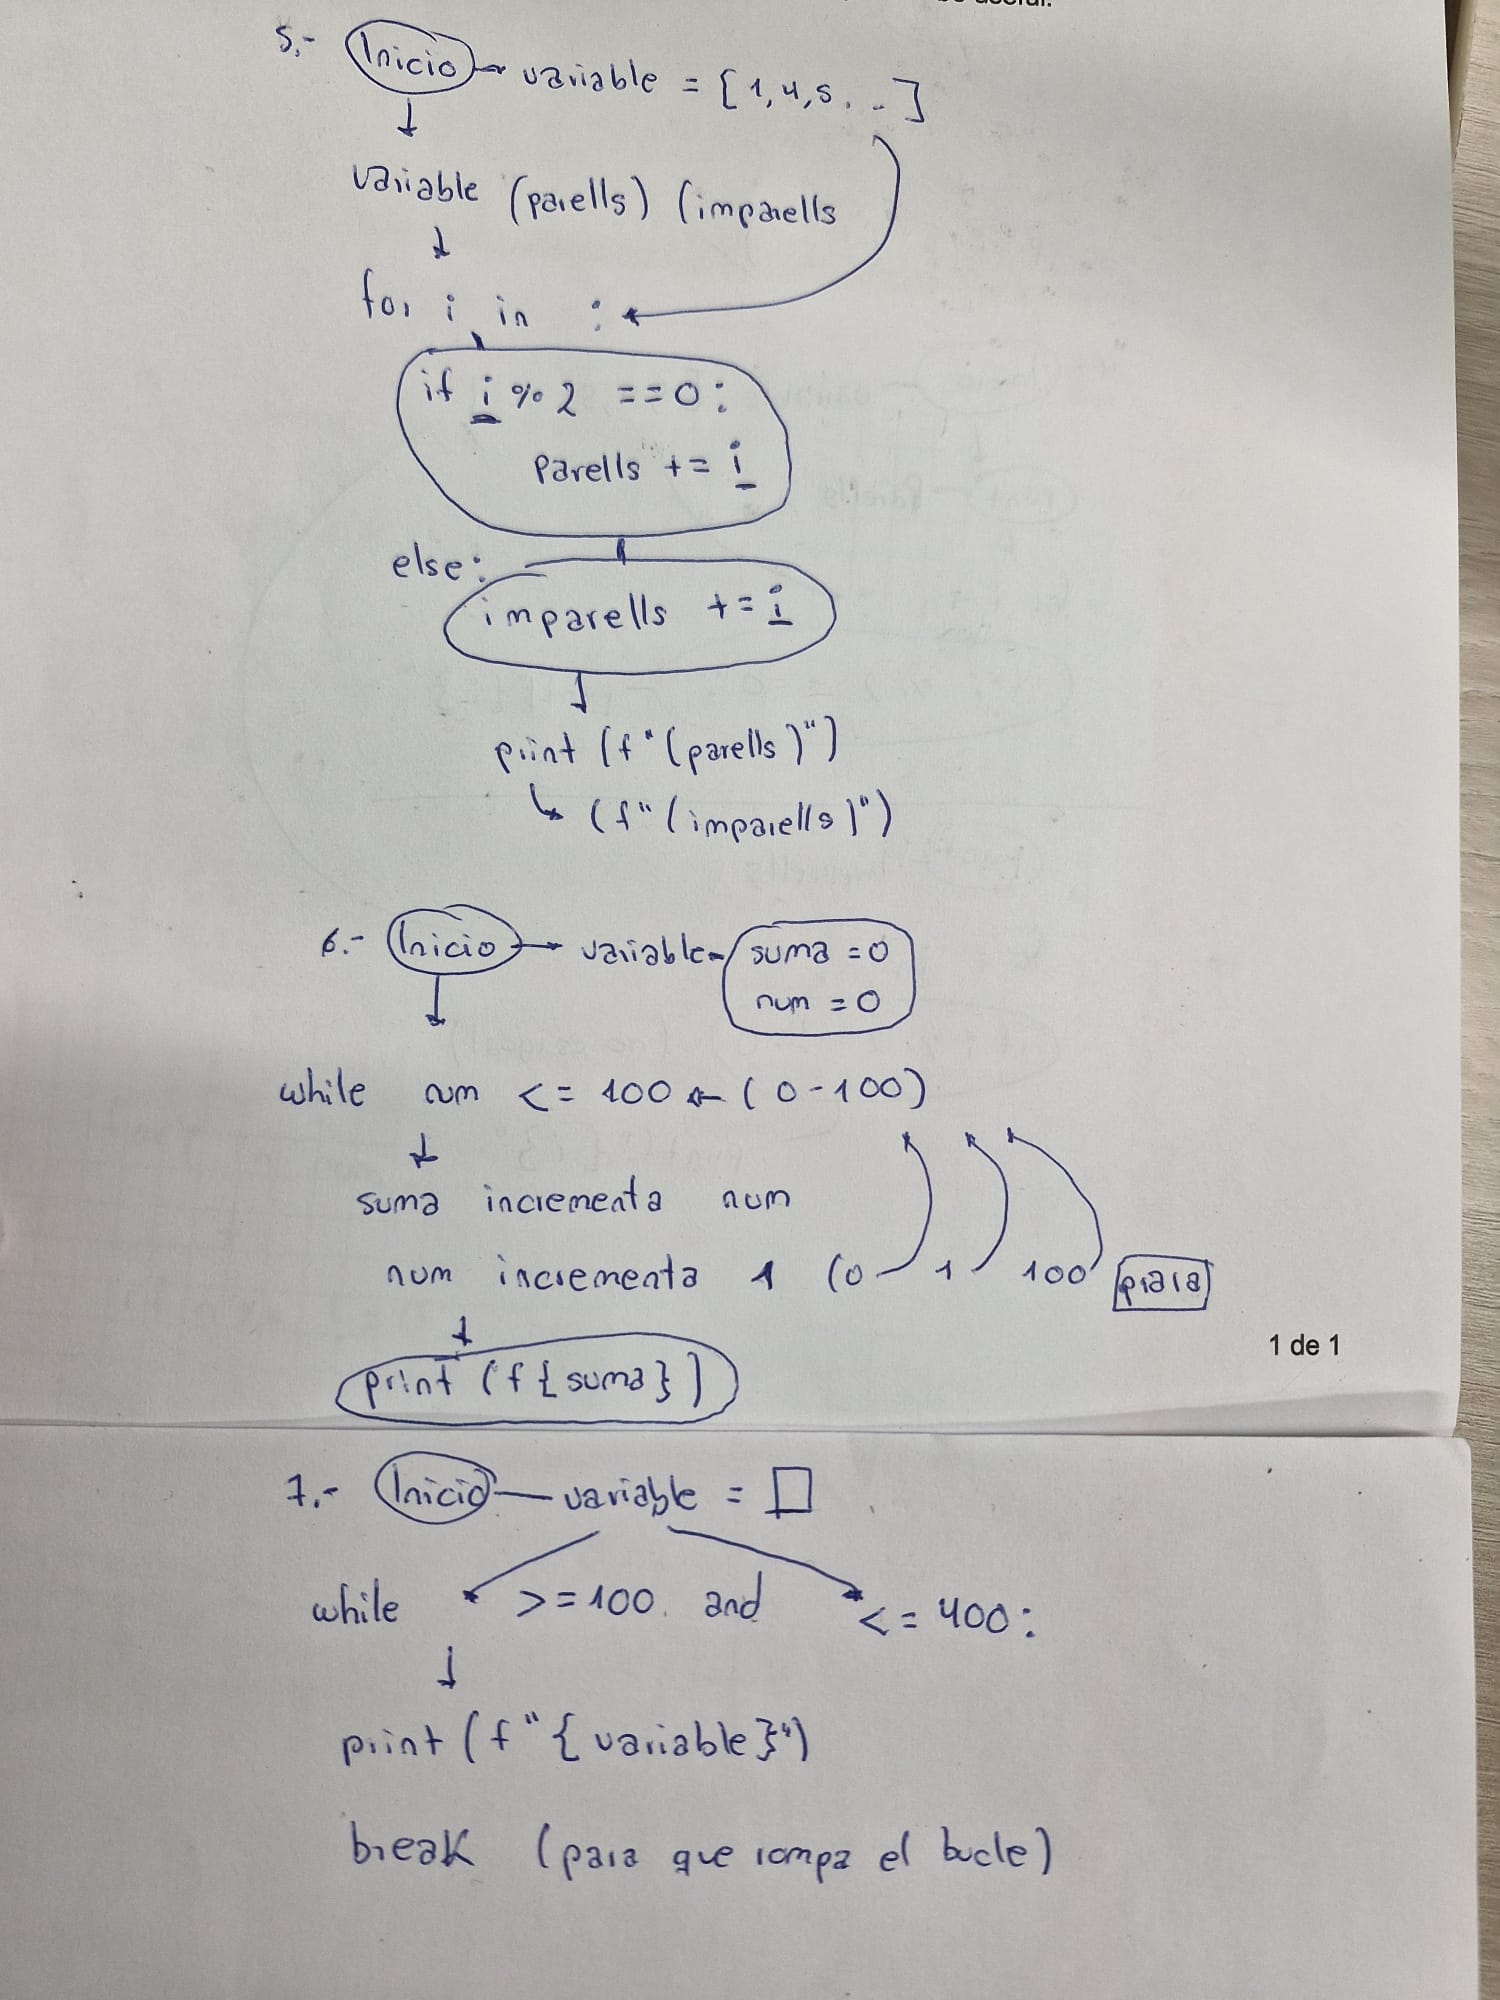 5.- Inicio variable = [1,4,5...]
variable (parells) (imparells
for i in :
if i % 2 == 0:
parells += i
else:
imparells += i
print (f"(parells)")
(f"(imparells)")
6.- Inicio variable suma = 0
num = 0
while num <= 100 (0-100)
suma incrementa num
num incrementa 1 (0 1 100
1 de 1
print (f{suma})
7.- Inicio variable =
while >= 100 and <= 400:
print (f"{variable}")
break (para que rompa el bucle)